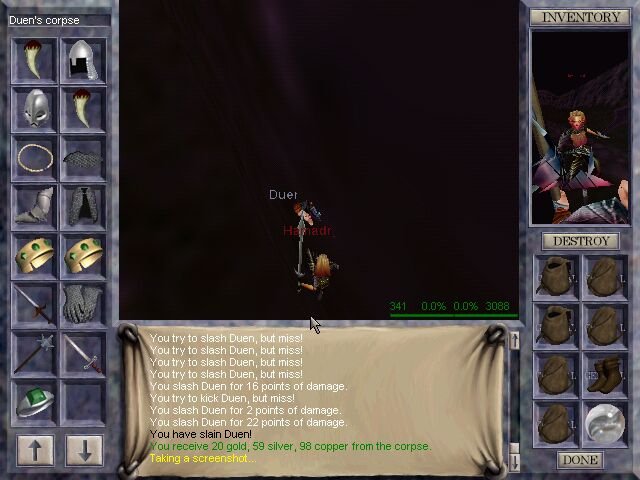 Duen's corpse
INVENTORY
Duen
341 0.0% 0.0% 3088
DESTROY
You try to slash Duen, but miss!
You try to slash Duen, but miss!
You try to slash Duen, but miss!
You try to slash Duen, but miss!
You slash Duen for 16 points of damage.
You try to kick Duen, but miss!
You slash Duen for 2 points of damage.
You slash Duen for 22 points of damage.
You have slain Duen!
You receive 20 gold, 59 silver, 98 copper from the corpse.
Taking a screenshot...
DONE